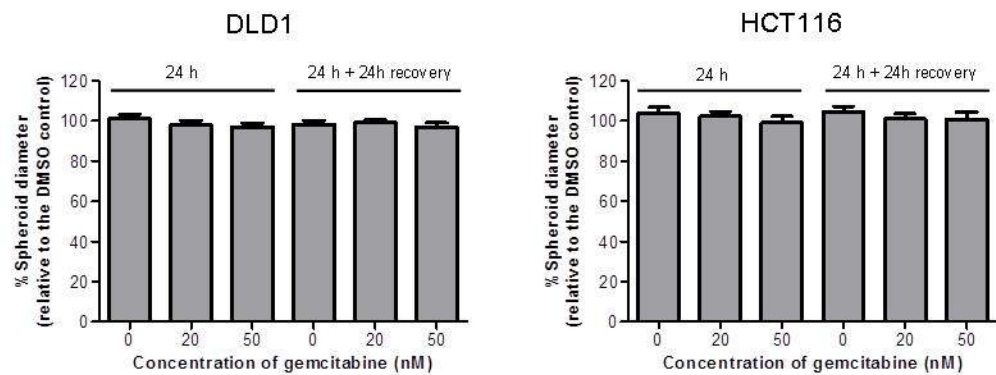 DLD1
24 h
24 h + 24h recovery
% Spheroid diameter
(relative to the DMSO control)
120
100
80
60
40
20
0
0 20 50 0 20 50
Concentration of gemcitabine (nM)
HCT116
24 h
24 h + 24h recovery
% Spheroid diameter
(relative to the DMSO control)
120
100
80
60
40
20
0
0 20 50 0 20 50
Concentration of gemcitabine (nM)